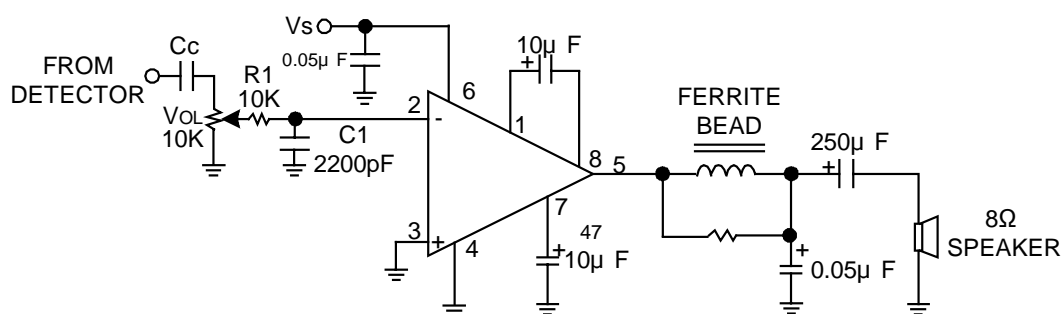 Vs
0.05μ F
10μ F
Cc
FROM
DETECTOR
R1
10K
VOL
10K
C1
2200pF
2
-
6
1
8
5
3
+
4
7
47
+
10μ F
+
FERRITE
BEAD
250μ F
+
+
0.05μ F
8Ω
SPEAKER